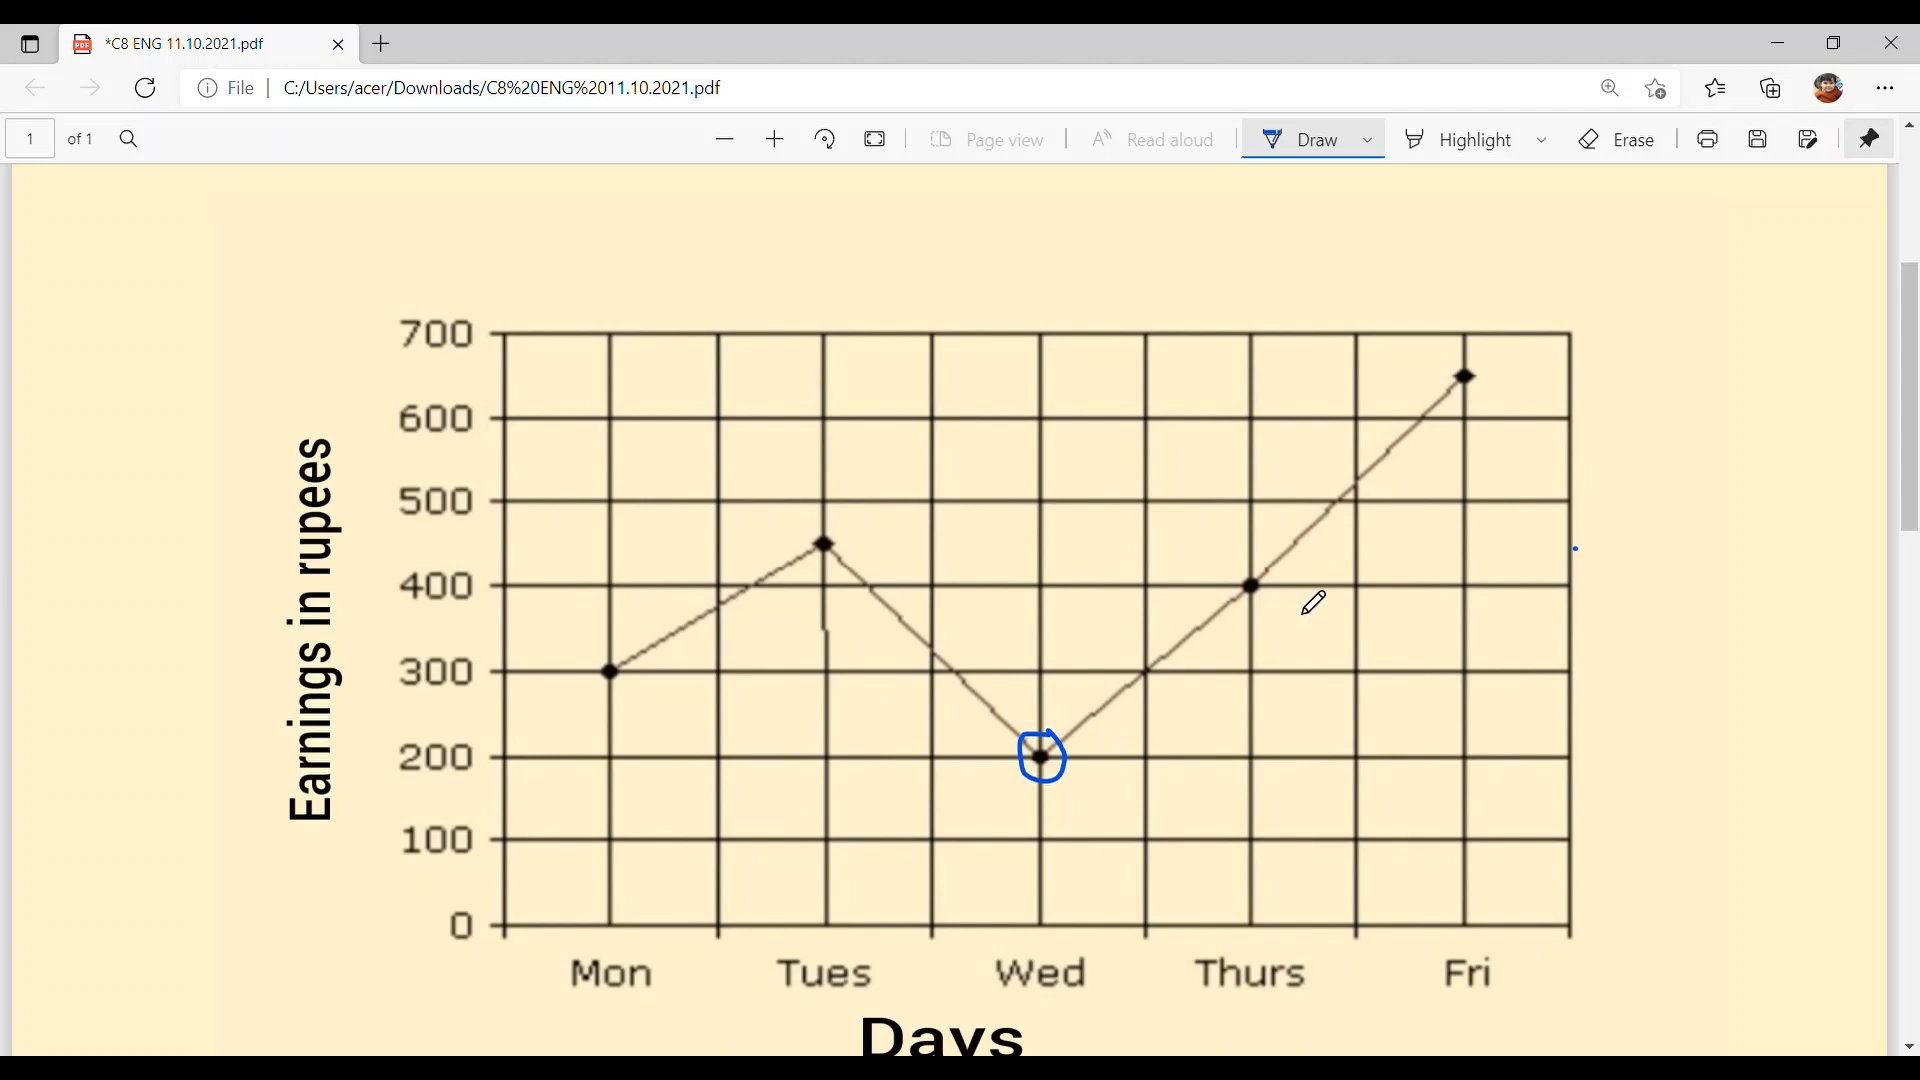 *C8 ENG 11.10.2021.pdf
File
C:/Users/acer/Downloads/C8%20ENG%2011.10.2021.pdf
1 of 1
Page view
Read aloud
Draw
Highlight
Erase
700
600
500
400
300
200
100
0
Earnings in rupees
Mon Tues Wed Thurs Fri
Days